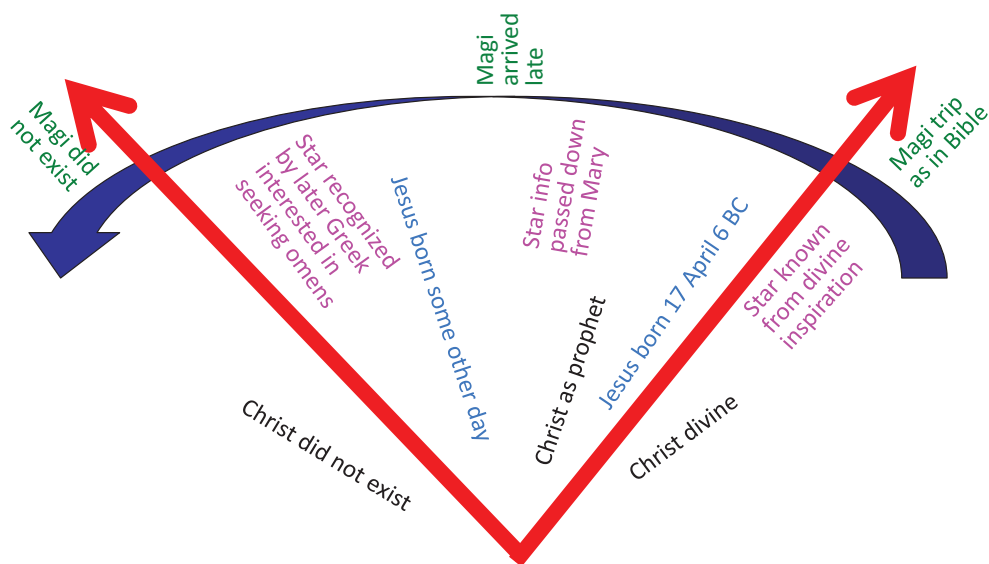 Magi did
not exist
Magi
arrived
late
Magi trip
as in Bible
Star recognized
by later Greek
interested in
seeking omens
Star info
passed down
from Mary
Star known
from divine
inspiration
Jesus born some other day
Jesus born 17 April 6 BC
Christ did not exist
Christ as prophet
Christ divine